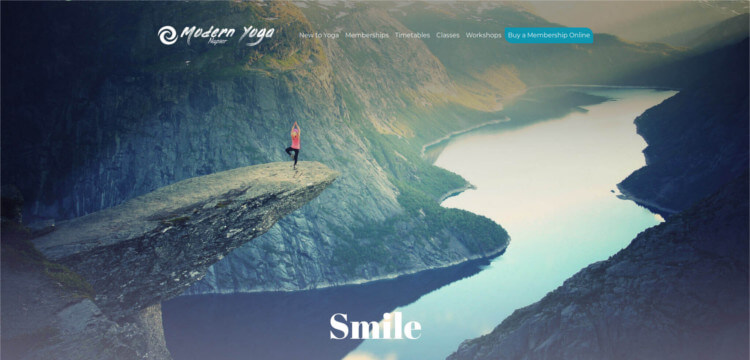 Modern Yoga
Napier
New to Yoga Memberships Timetables Classes Workshops Buy a Membership Online
Smile